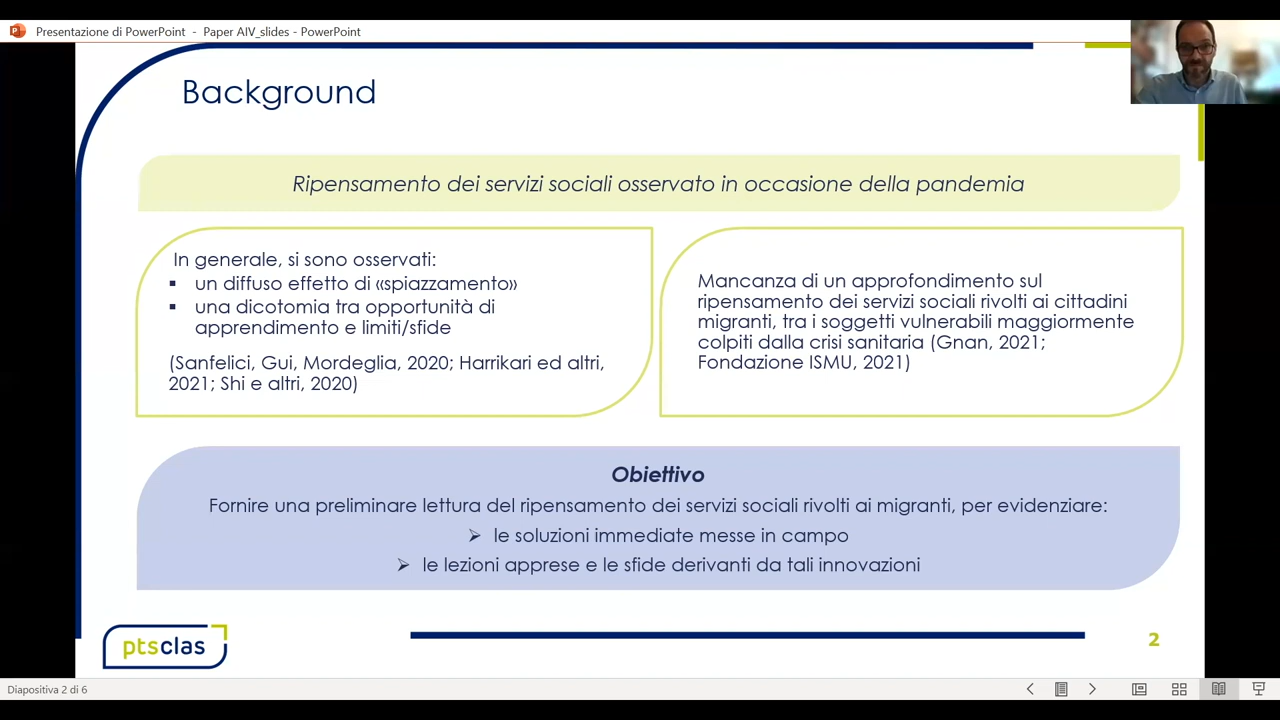 Presentazione di PowerPoint - Paper AIV_slides - PowerPoint
Background
Ripensamento dei servizi sociali osservato in occasione della pandemia
In generale, si sono osservati:
▪ un diffuso effetto di «spiazzamento»
▪ una dicotomia tra opportunità di
apprendimento e limiti/sfide
(Sanfelici, Gui, Mordeglia, 2020; Harrikari ed altri,
2021; Shi e altri, 2020)
Mancanza di un approfondimento sul
ripensamento dei servizi sociali rivolti ai cittadini
migranti, tra i soggetti vulnerabili maggiormente
colpiti dalla crisi sanitaria (Gnan, 2021;
Fondazione ISMU, 2021)
Obiettivo
Fornire una preliminare lettura del ripensamento dei servizi sociali rivolti ai migranti, per evidenziare:
➢ le soluzioni immediate messe in campo
➢ le lezioni apprese e le sfide derivanti da tali innovazioni
ptsclas
2
Diapositiva 2 di 6